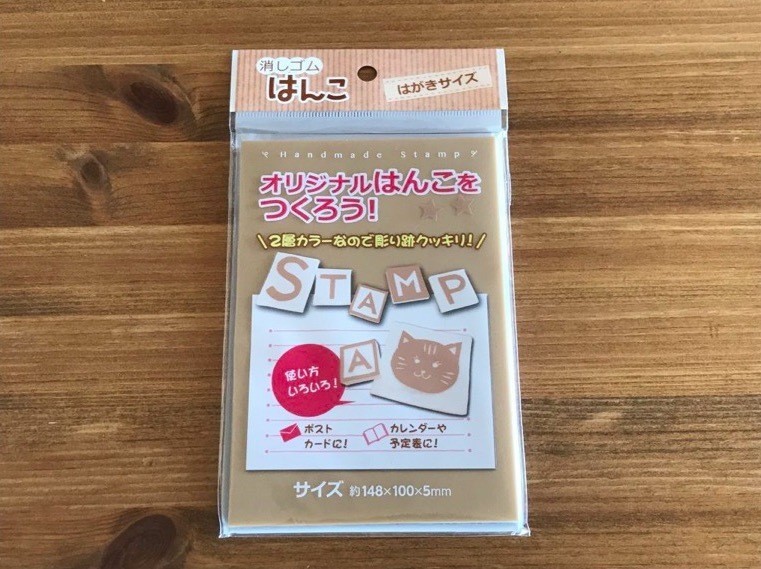 消しゴム
はんこ
はがきサイズ
Handmade Stamp
オリジナルはんこを
つくろう!
\2層カラーなので彫り跡クッキリ!/
STAMP
A
使い方
いろいろ!
ポスト
カードに!
カレンダーや
予定表に!
サイズ 約148×100×5mm